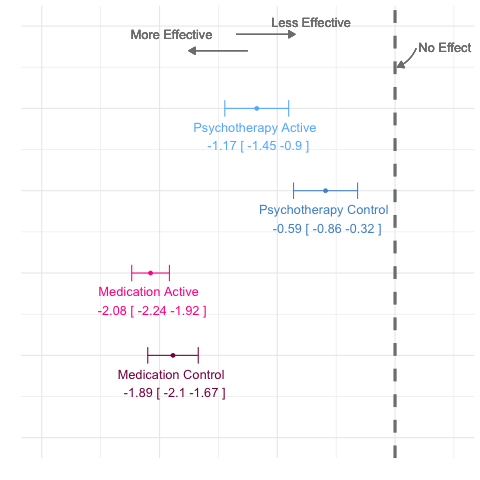 Less Effective
More Effective
No Effect
Psychotherapy Active
-1.17 [ -1.45 -0.9 ]
Psychotherapy Control
-0.59 [ -0.86 -0.32 ]
Medication Active
-2.08 [ -2.24 -1.92 ]
Medication Control
-1.89 [ -2.1 -1.67 ]